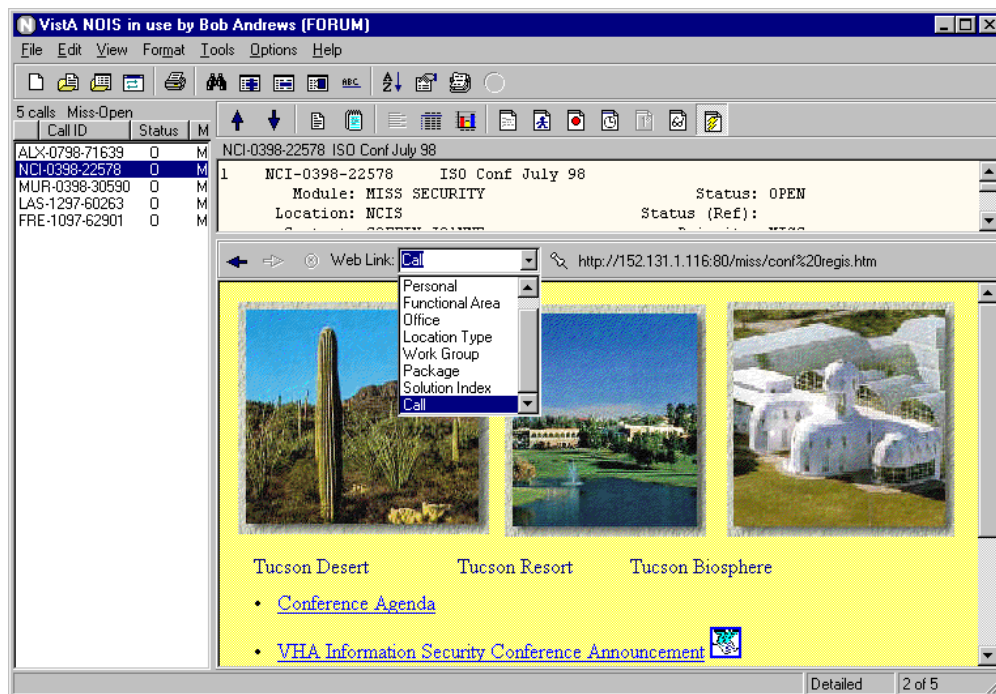 VistA NOIS in use by Bob Andrews (FORUM)
File Edit View Format Tools Options Help
ABC
5 calls Miss-Open
Call ID Status M
ALX-0798-71639 O M
NCI-0398-22578 O M
MUR-0398-30590 O M
LAS-1297-60263 O M
FRE-1097-62901 O M
NCI-0398-22578 ISO Conf July 98
1 NCI-0398-22578 ISO Conf July 98
Module: MISS SECURITY Status: OPEN
Location: NCIS Status (Ref):
Web Link: Call http://152.131.1.116:80/miss/conf%20regis.htm
Personal
Functional Area
Office
Location Type
Work Group
Package
Solution Index
Call
Tucson Desert Tucson Resort Tucson Biosphere
• Conference Agenda
• VHA Information Security Conference Announcement
Detailed 2 of 5